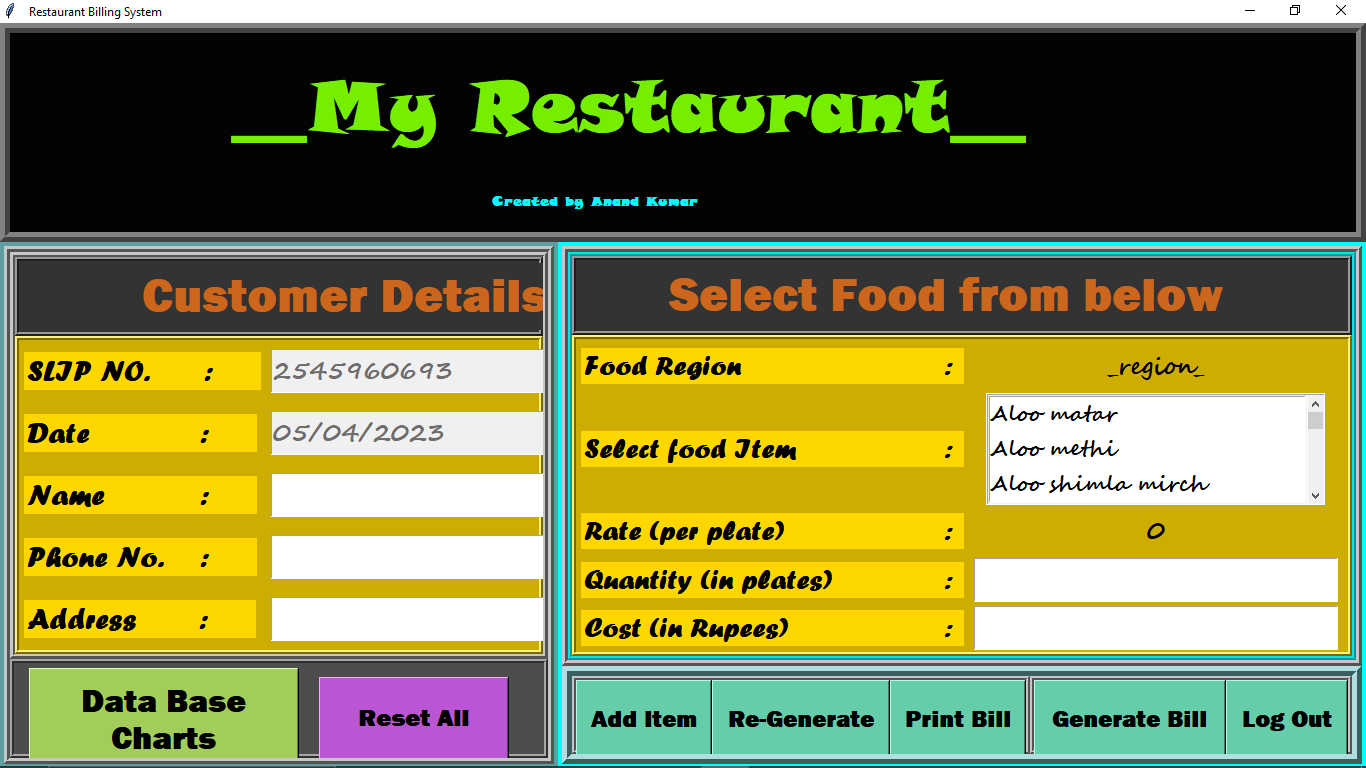 Restaurant Billing System
__My Restaurant__
Created by Anand Kumar
Customer Details
SLIP NO. : 2545960693
Date : 05/04/2023
Name :
Phone No. :
Address :
Data Base
Charts
Reset All
Select Food from below
Food Region : _region_
Select food Item :
Aloo matar
Aloo methi
Aloo shimla mirch
Rate (per plate) : 0
Quantity (in plates) :
Cost (in Rupees) :
Add Item Re-Generate Print Bill Generate Bill Log Out